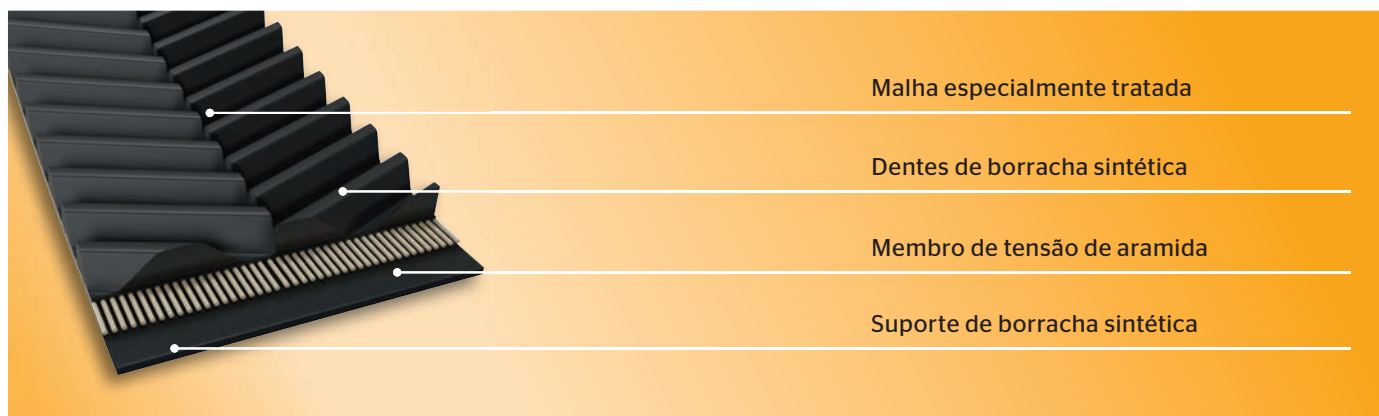 Malha especialmente tratada
Dentes de borracha sintética
Membro de tensão de aramida
Suporte de borracha sintética